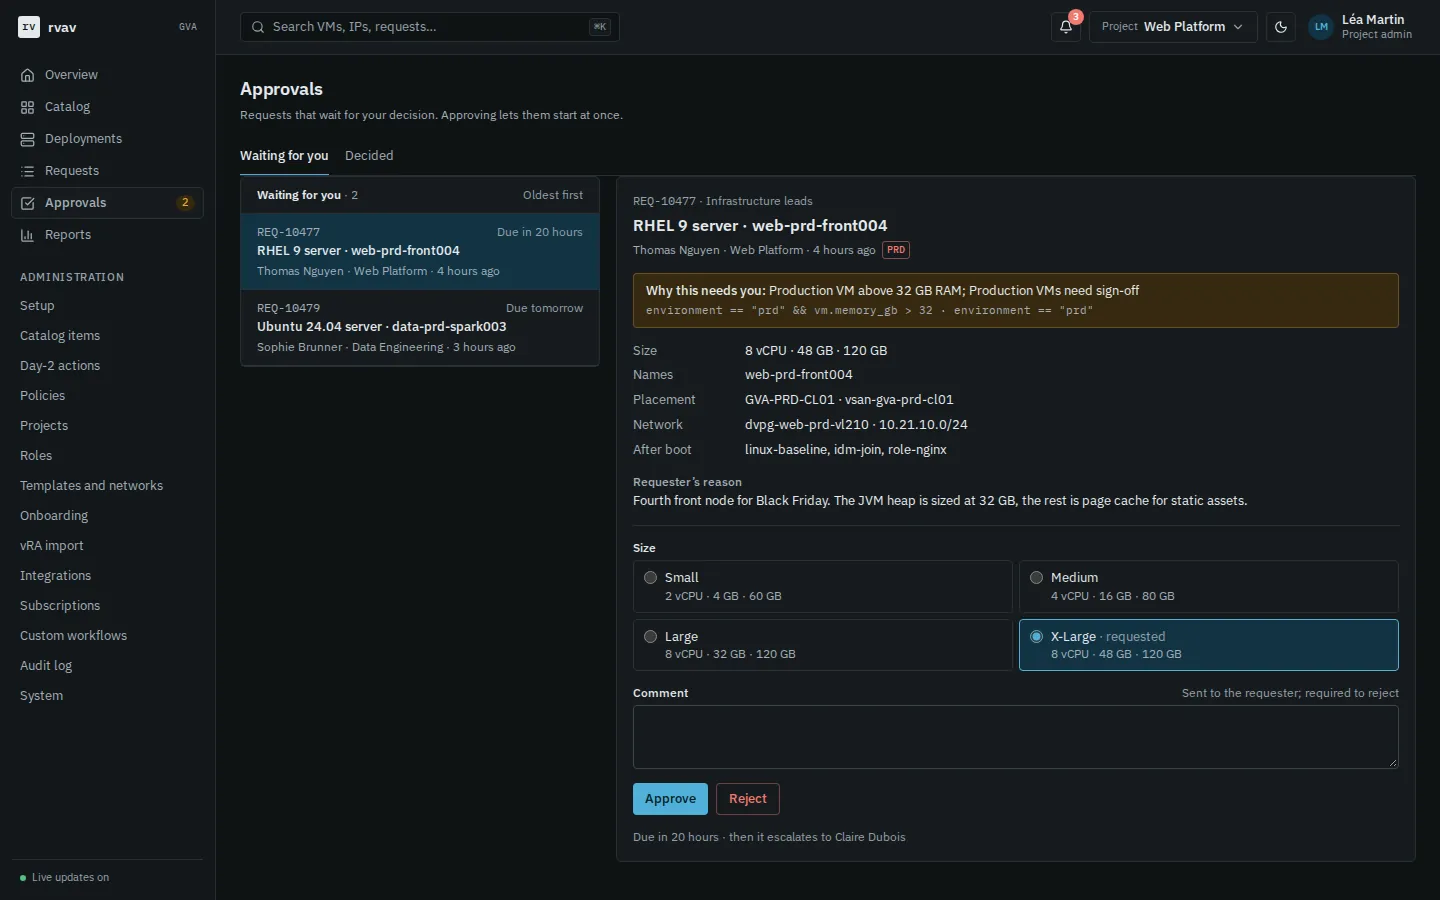 rv rvav GVA
Search VMs, IPs, requests… ⌘K
3
Project Web Platform
LM Léa Martin
Project admin
Overview
Catalog
Deployments
Requests
Approvals 2
Reports
ADMINISTRATION
Setup
Catalog items
Day-2 actions
Policies
Projects
Roles
Templates and networks
Onboarding
vRA import
Integrations
Subscriptions
Custom workflows
Audit log
System
Live updates on
Approvals
Requests that wait for your decision. Approving lets them start at once.
Waiting for you Decided
Waiting for you · 2 Oldest first
REQ-10477 Due in 20 hours
RHEL 9 server · web-prd-front004
Thomas Nguyen · Web Platform · 4 hours ago
REQ-10479 Due tomorrow
Ubuntu 24.04 server · data-prd-spark003
Sophie Brunner · Data Engineering · 3 hours ago
REQ-10477 · Infrastructure leads
RHEL 9 server · web-prd-front004
Thomas Nguyen · Web Platform · 4 hours ago PRD
Why this needs you: Production VM above 32 GB RAM; Production VMs need sign-off
environment == "prd" && vm.memory_gb > 32 · environment == "prd"
Size 8 vCPU · 48 GB · 120 GB
Names web-prd-front004
Placement GVA-PRD-CL01 · vsan-gva-prd-cl01
Network dvpg-web-prd-vl210 · 10.21.10.0/24
After boot linux-baseline, idm-join, role-nginx
Requester's reason
Fourth front node for Black Friday. The JVM heap is sized at 32 GB, the rest is page cache for static assets.
Size
Small
2 vCPU · 4 GB · 60 GB
Medium
4 vCPU · 16 GB · 80 GB
Large
8 vCPU · 32 GB · 120 GB
X-Large · requested
8 vCPU · 48 GB · 120 GB
Comment Sent to the requester; required to reject
Approve Reject
Due in 20 hours · then it escalates to Claire Dubois